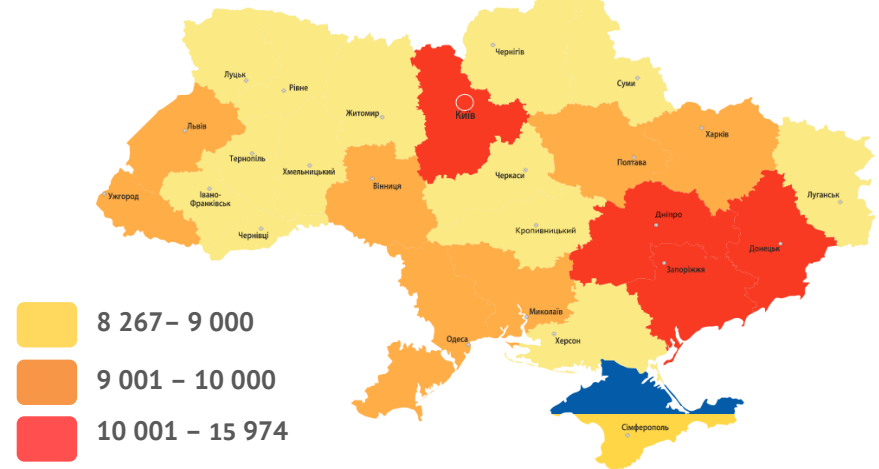 Чернігів
Луцьк
Рівне
Суми
Житомир
Київ
Львів
Харків
Тернопіль
Хмельницький
Полтава
Черкаси
Вінниця
Ужгород
Івано-
Франківськ
Луганськ
Чернівці
Кропивницький
Дніпро
Донецьк
Запоріжжя
Миколаїв
Одеса
Херсон
Сімферополь
8 267– 9 000
9 001 – 10 000
10 001 – 15 974